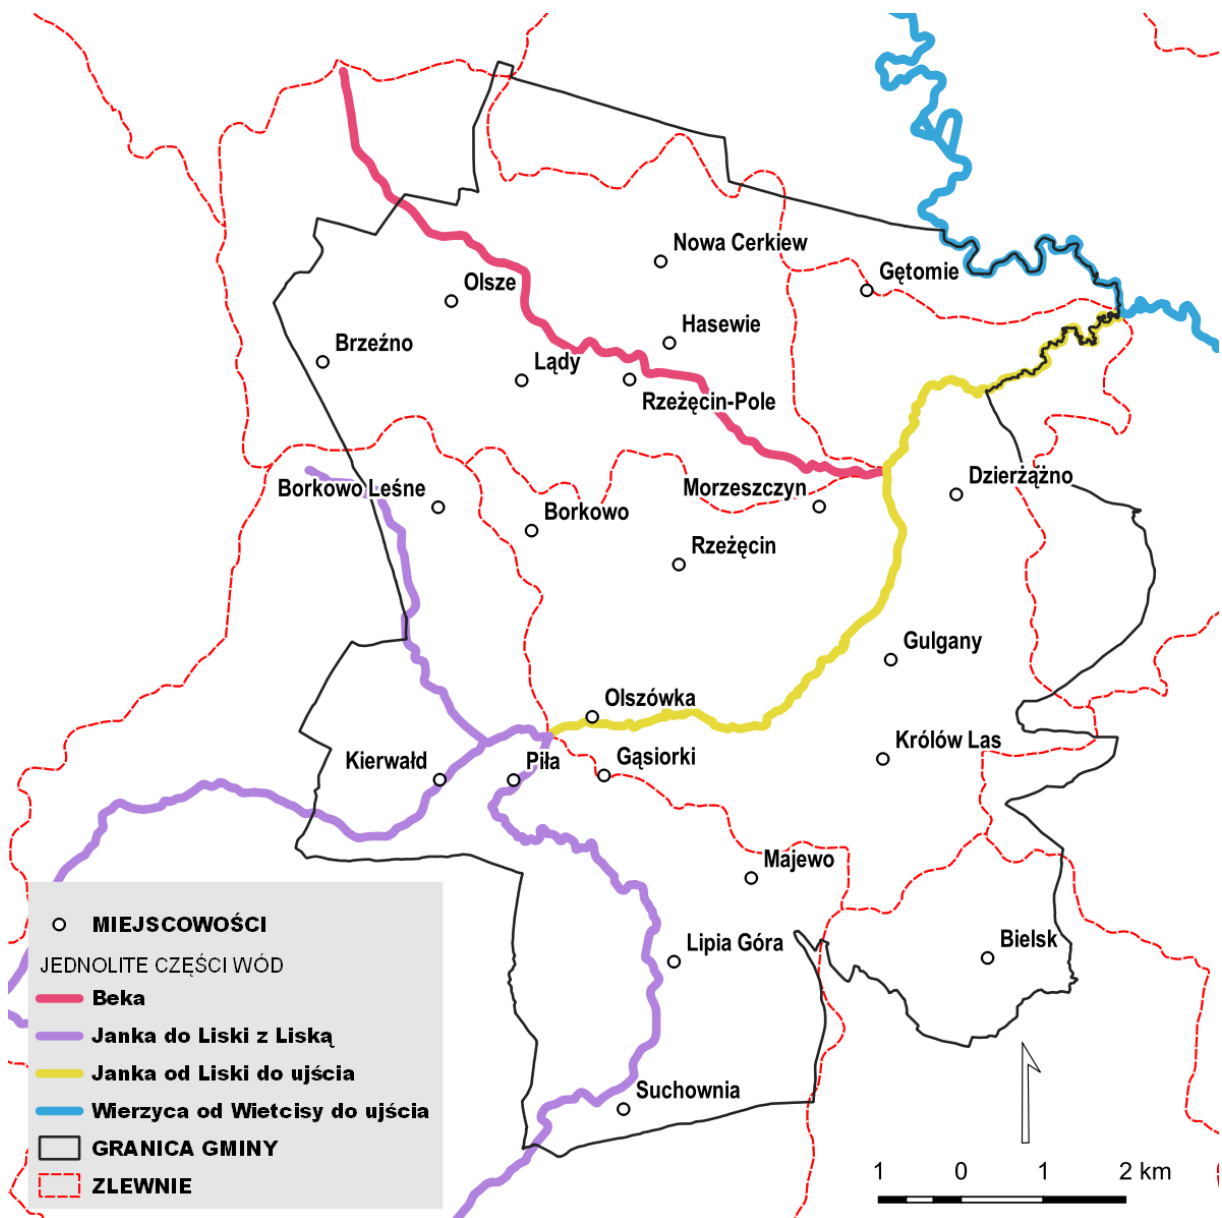 Nowa Cerkiew
Gętomie
Olsze
Hasewie
Brzeźno
Lądy
Rzeżęcin-Pole
Dzierżążno
Borkowo Leśne
Morzeszczyn
Borkowo
Rzeżęcin
Gulgany
Olszówka
Królów Las
Kierwałd
Piła
Gąsiorki
Majewo
Lipia Góra
Bielsk
Suchownia
MIEJSCOWOŚCI
JEDNOLITE CZĘŚCI WÓD
Beka
Janka do Liski z Liską
Janka od Liski do ujścia
Wierzyca od Wietcisy do ujścia
GRANICA GMINY
ZLEWNIE
1 0 1 2 km